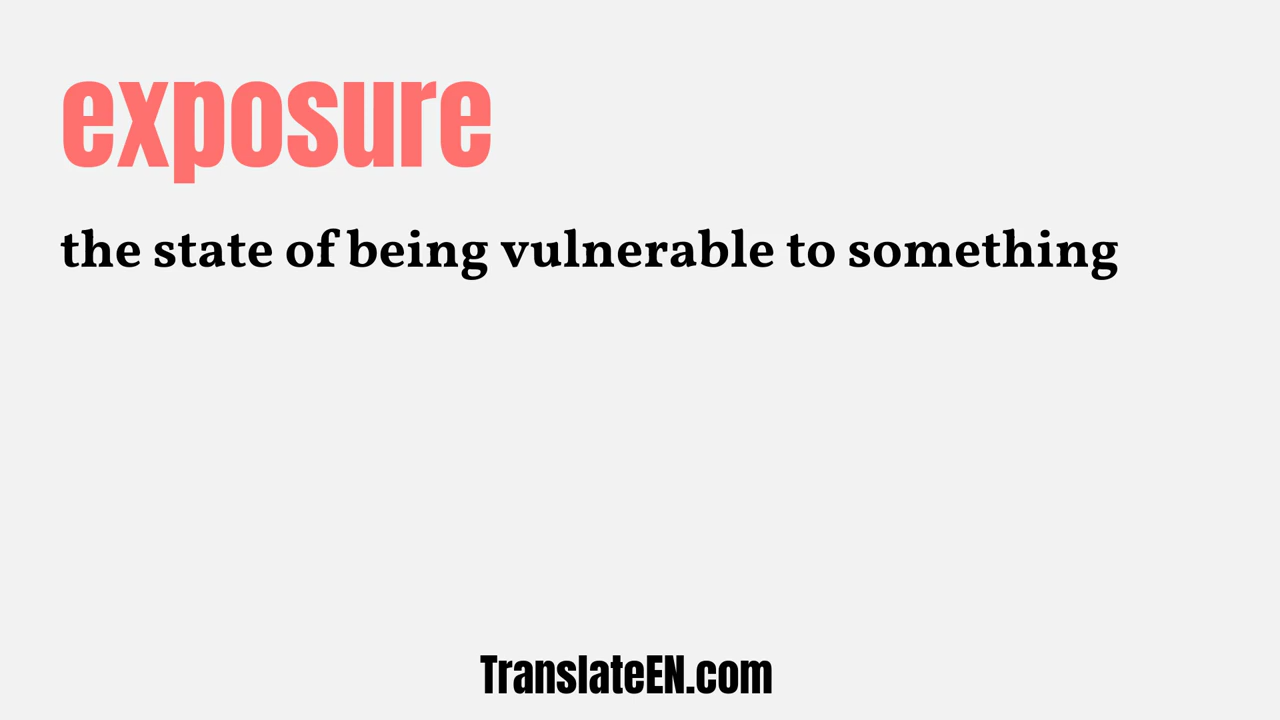 exposure
the state of being vulnerable to something
TranslateEN.com